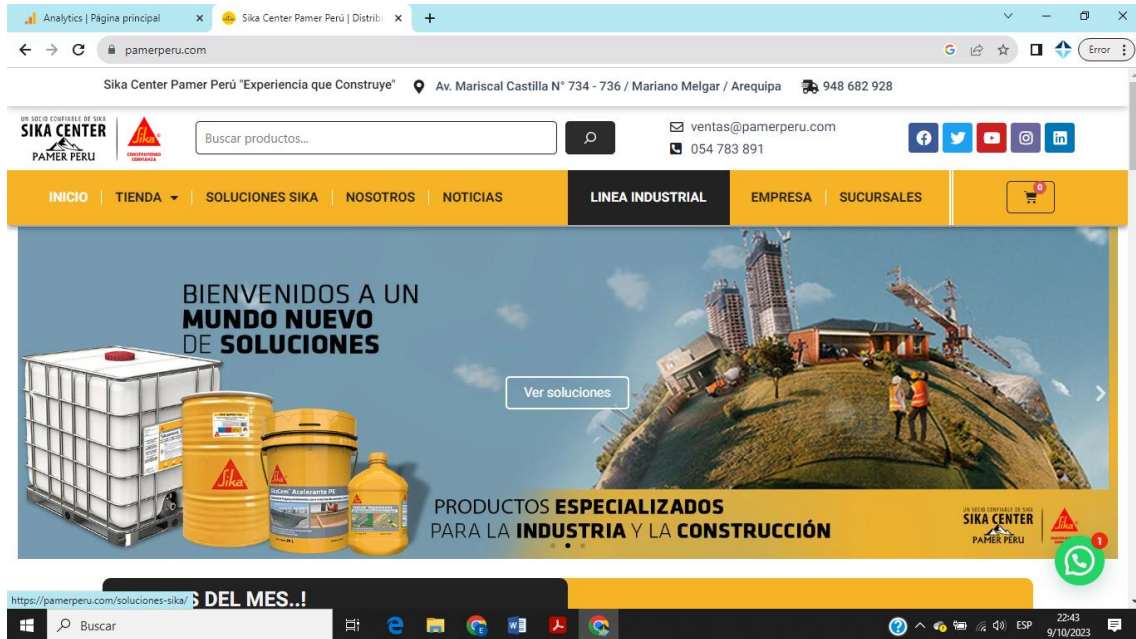 Analytics | Página principal
Sika Center Pamer Perú | Distrib
pamerperu.com
Error
Sika Center Pamer Perú "Experiencia que Construye"
Av. Mariscal Castilla N° 734 - 736 / Mariano Melgar / Arequipa
948 682 928
UN SOCIO CONFIABLE DE SIKA
SIKA CENTER
PAMER PERU
Sika
CONSTRUYENDO
CONFIANZA
Buscar productos...
ventas@pamerperu.com
054 783 891
INICIO
TIENDA
SOLUCIONES SIKA
NOSOTROS
NOTICIAS
LINEA INDUSTRIAL
EMPRESA
SUCURSALES
0
BIENVENIDOS A UN
MUNDO NUEVO
DE SOLUCIONES
Ver soluciones
Sika
SikaCem® Acelerante PE
PRODUCTOS ESPECIALIZADOS
PARA LA INDUSTRIA Y LA CONSTRUCCIÓN
UN SOCIO CONFIABLE DE SIKA
SIKA CENTER
PAMER PERU
Sika
1
DEL MES..!
https://pamerperu.com/soluciones-sika/
Buscar
ESP
22:43
9/10/2023